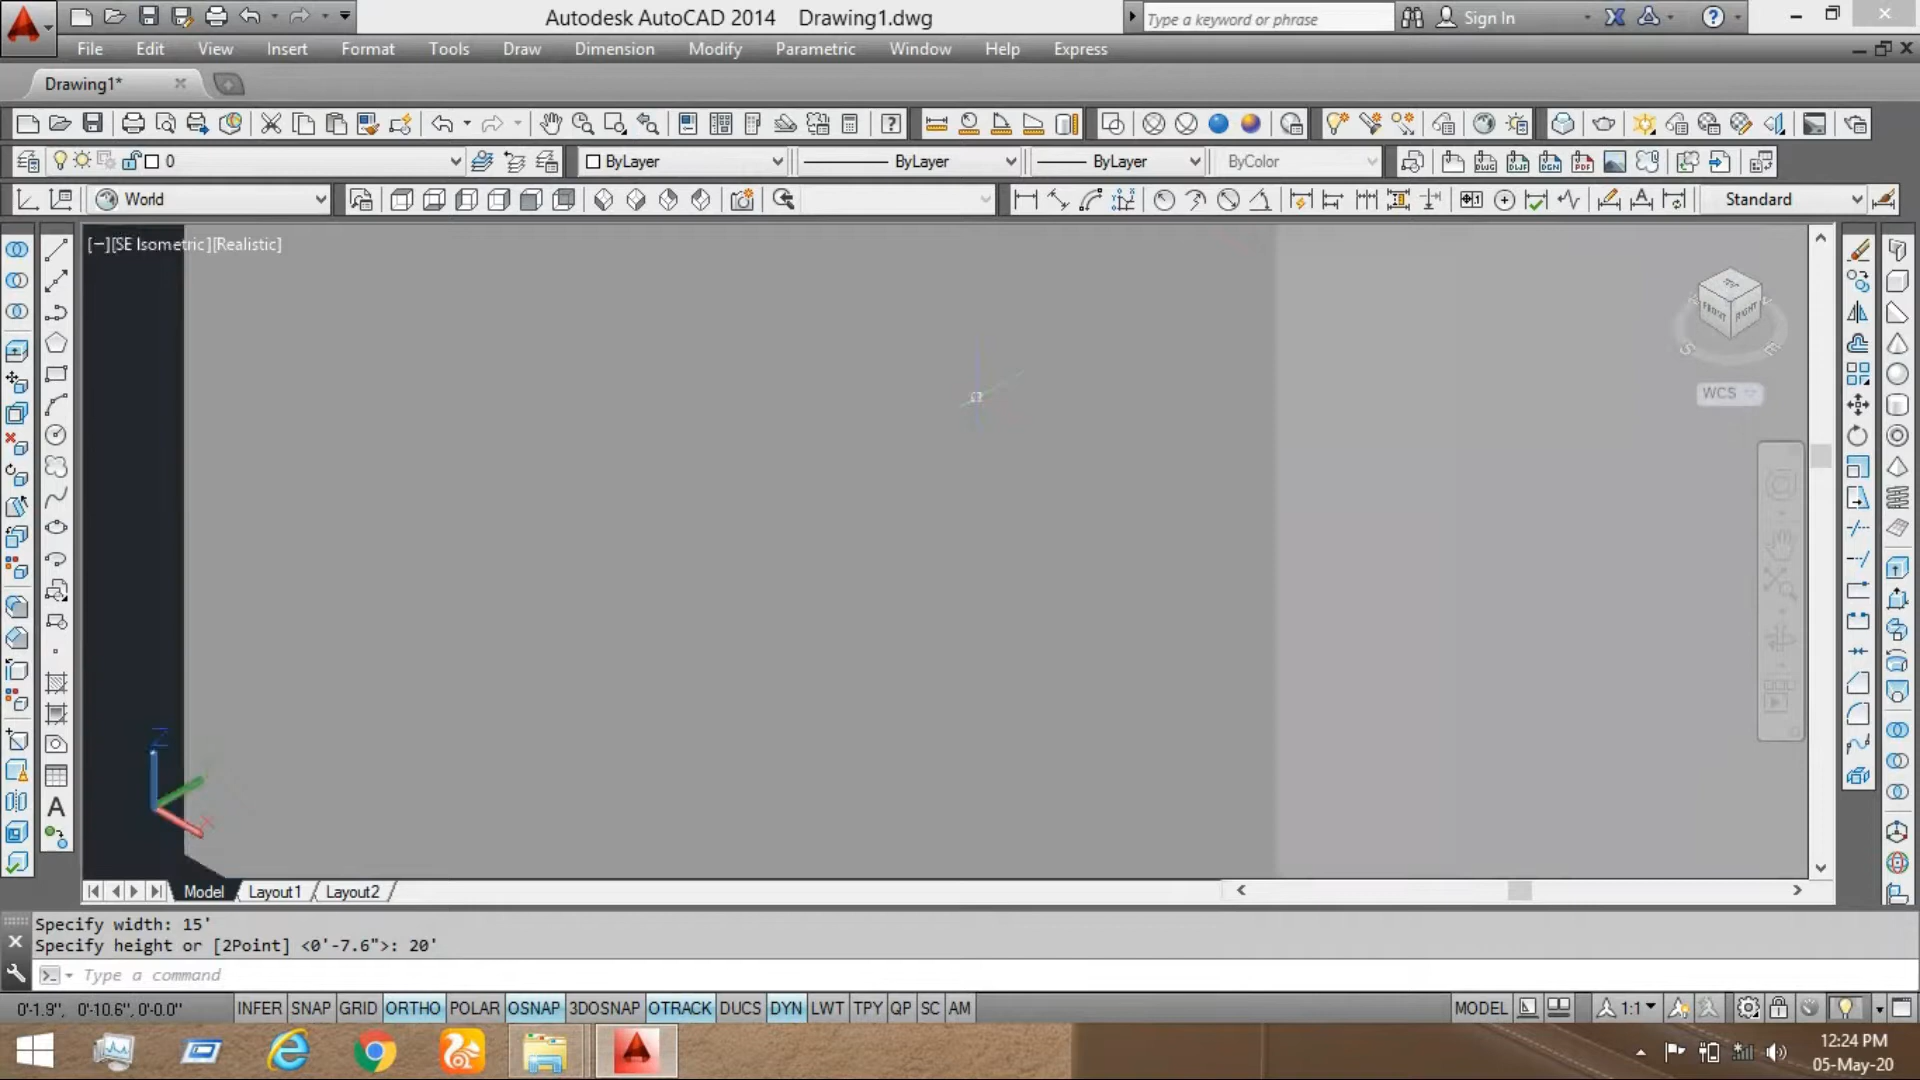 Autodesk AutoCAD 2014 Drawing1.dwg
Type a keyword or phrase
Sign In
File Edit View Insert Format Tools Draw Dimension Modify Parametric Window Help Express
Drawing1*
0
ByLayer
ByLayer
ByLayer
ByColor
World
Standard
[−][SE Isometric][Realistic]
TOP
FRONT
RIGHT
S
E
WCS
Z
X
A
Model Layout1 Layout2
Specify width: 15'
Specify height or [2Point] <0'-7.6">: 20'
Type a command
0'-1.9", 0'-10.6", 0'-0.0"
INFER SNAP GRID ORTHO POLAR OSNAP 3DOSNAP OTRACK DUCS DYN LWT TPY QP SC AM
MODEL
1:1
12:24 PM
05-May-20